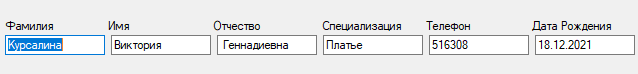 Фамилия Имя Отчество Специализация Телефон Дата Рождения
Курсалина Виктория Геннадиевна Платье 516308 18.12.2021